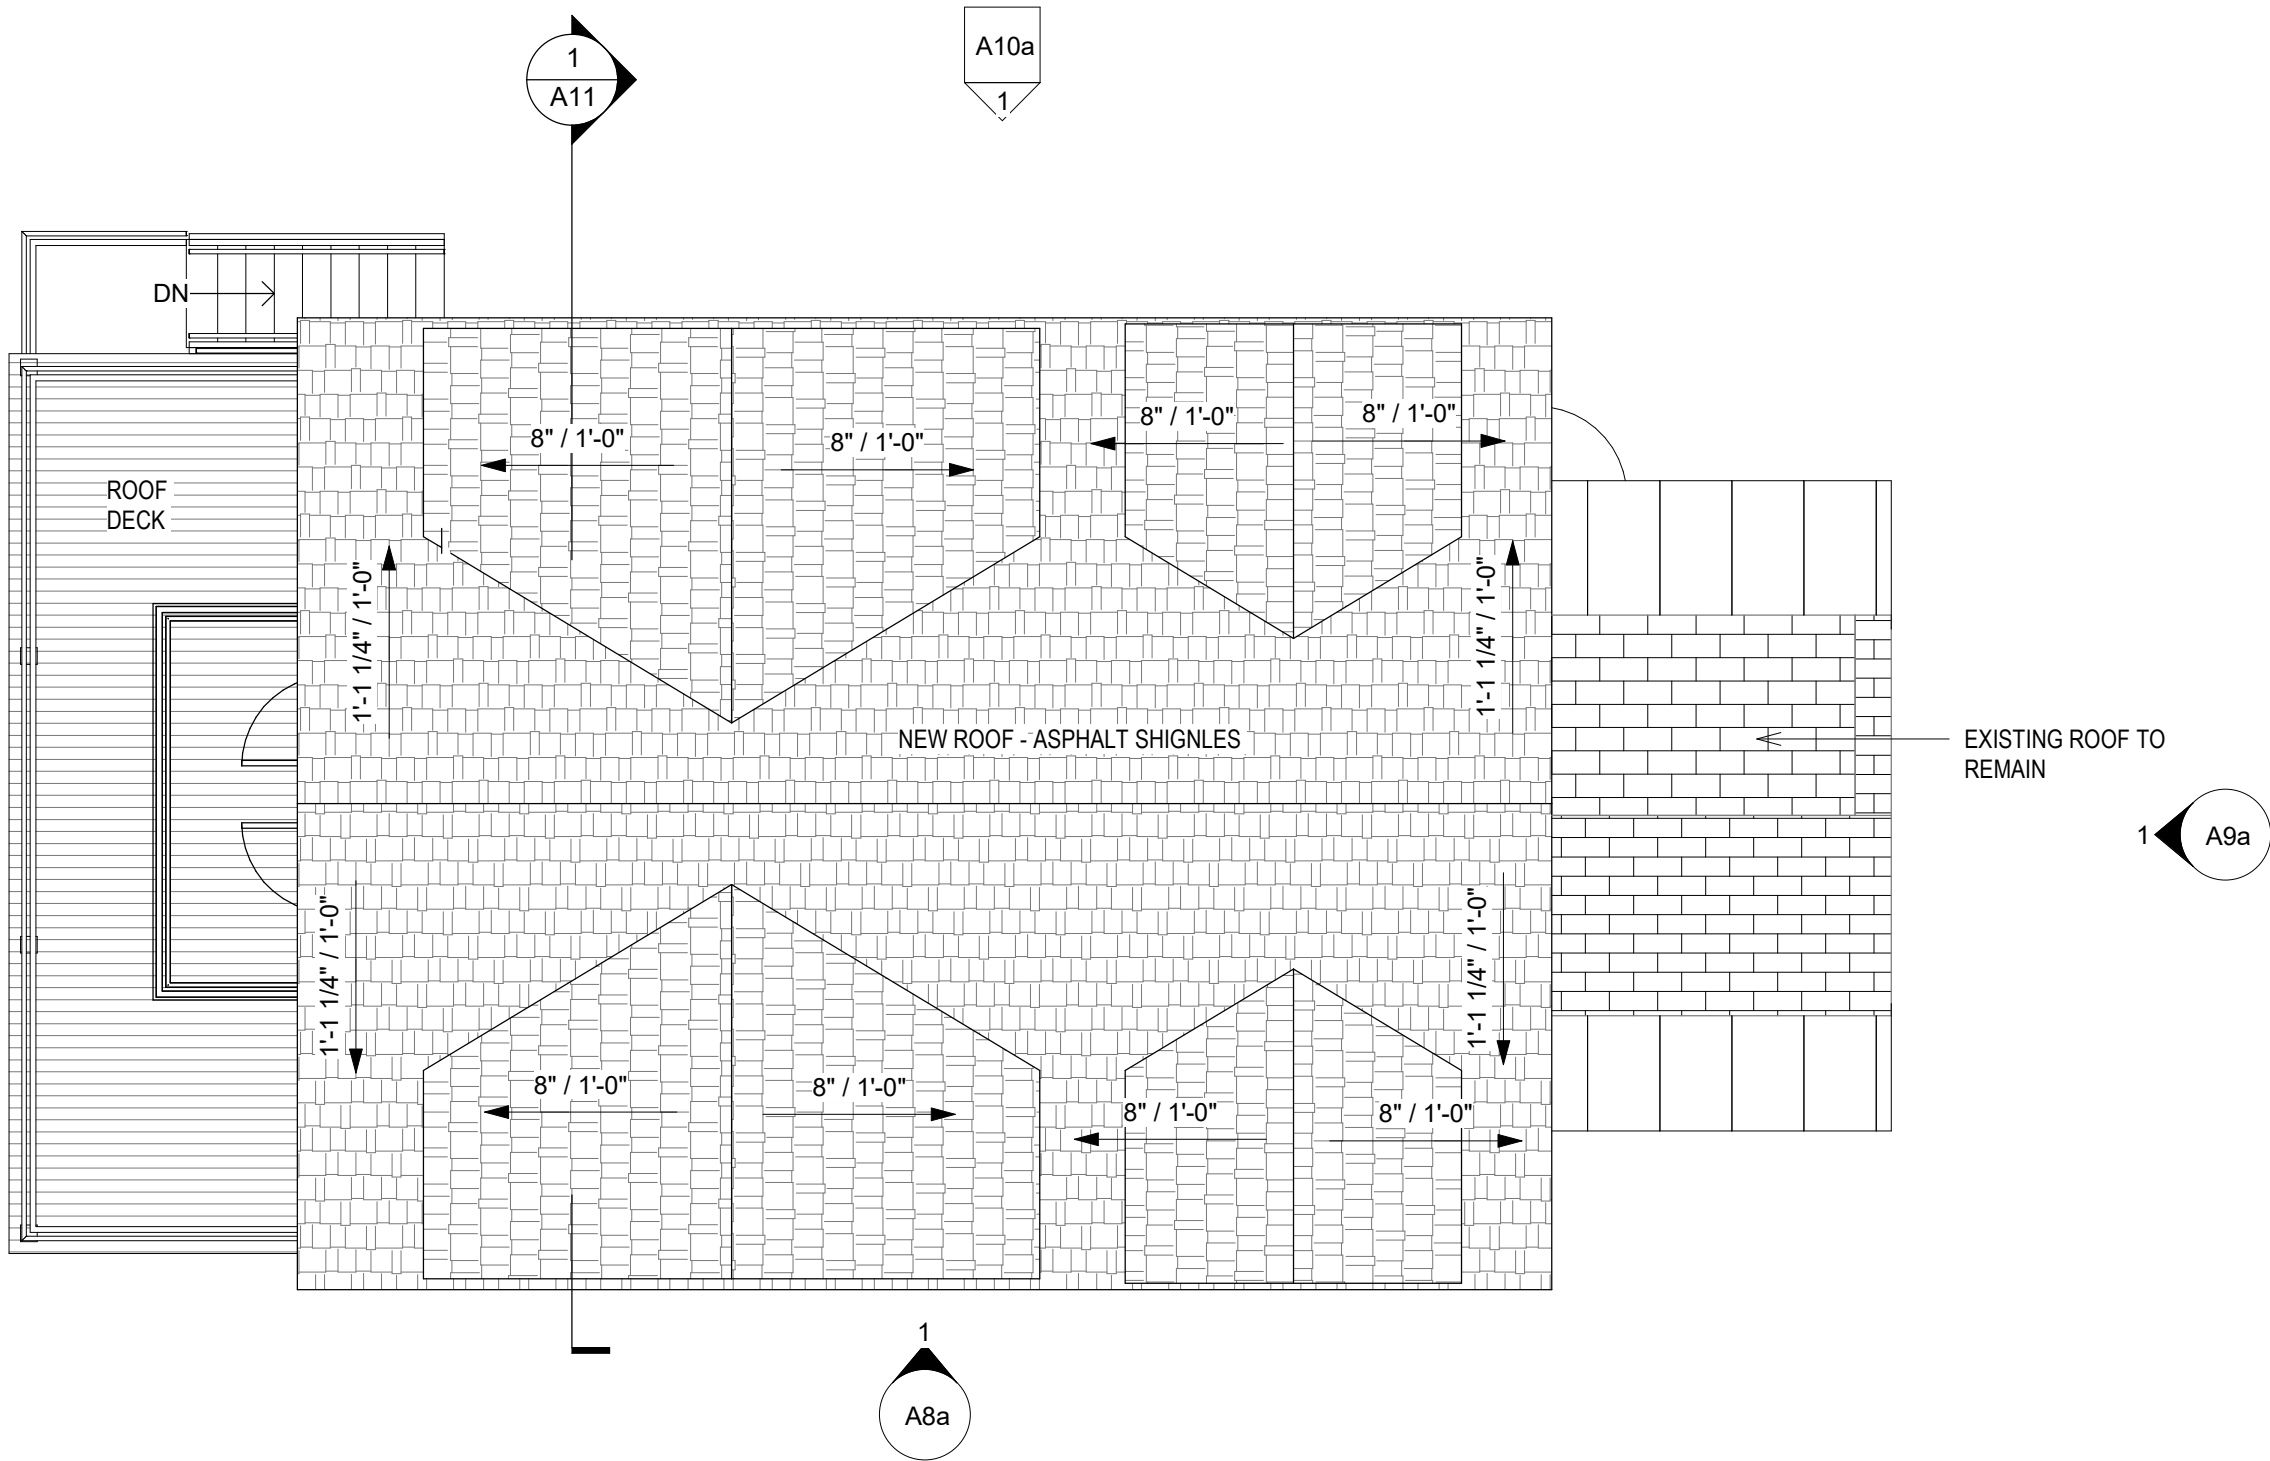 1
A11
A10a
1
DN
8" / 1'-0"
8" / 1'-0"
8" / 1'-0"
8" / 1'-0"
ROOF
DECK
1'-1 1/4" / 1'-0"
1'-1 1/4" / 1'-0"
NEW ROOF - ASPHALT SHIGNLES
EXISTING ROOF TO
REMAIN
1
A9a
1'-1 1/4" / 1'-0"
1'-1 1/4" / 1'-0"
8" / 1'-0"
8" / 1'-0"
8" / 1'-0"
8" / 1'-0"
1
A8a